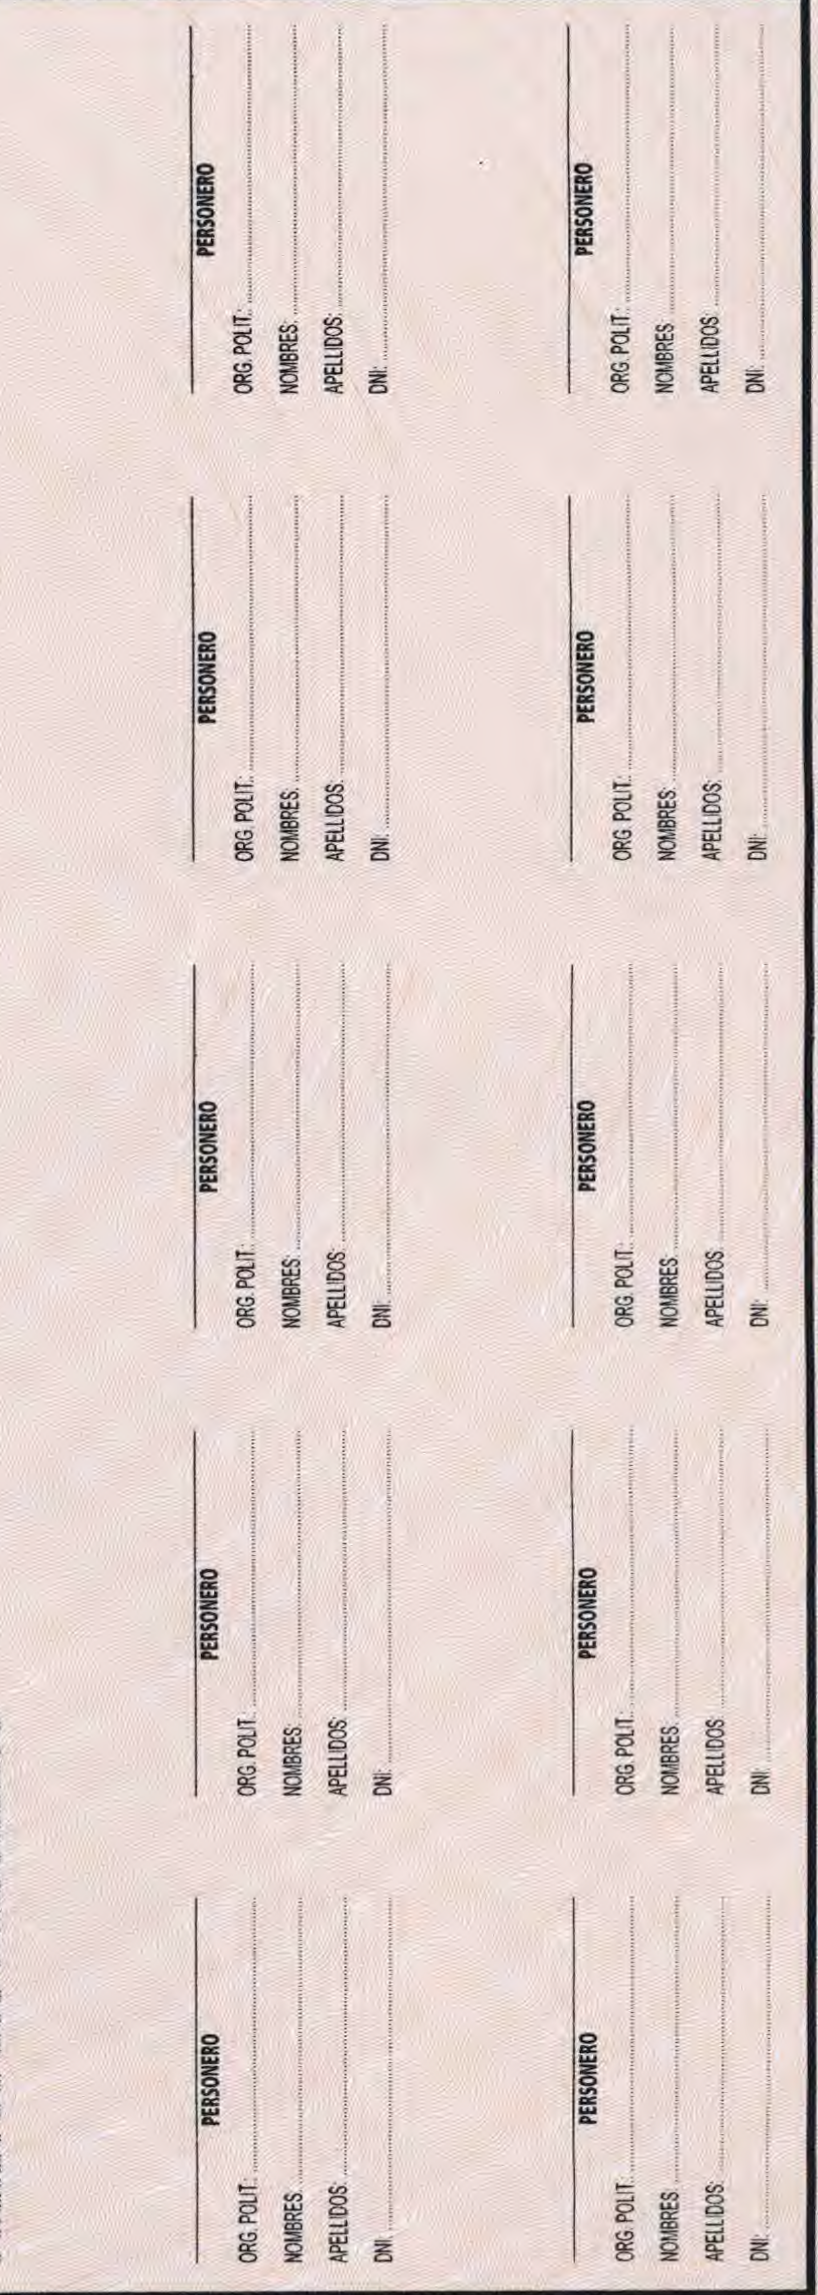 PERSONERO
ORG. POLIT.:
NOMBRES:
APELLIDOS:
DNI:
PERSONERO
ORG. POLIT.:
NOMBRES:
APELLIDOS:
DNI:
PERSONERO
ORG. POLIT.:
NOMBRES:
APELLIDOS:
DNI:
PERSONERO
ORG. POLIT.:
NOMBRES:
APELLIDOS:
DNI:
PERSONERO
ORG. POLIT.:
NOMBRES:
APELLIDOS:
DNI:
PERSONERO
ORG. POLIT.:
NOMBRES
APELLIDOS:
DNI:
PERSONERO
ORG. POLIT.:
NOMBRES:
APELLIDOS
DNI:
PERSONERO
ORG. POLIT.:
NOMBRES:
APELLIDOS:
DNI:
PERSONERO
ORG. POLIT.:
NOMBRES:
APELLIDOS:
DNI:
PERSONERO
ORG. POLIT.:
NOMBRES
APELLIDOS
DNI: